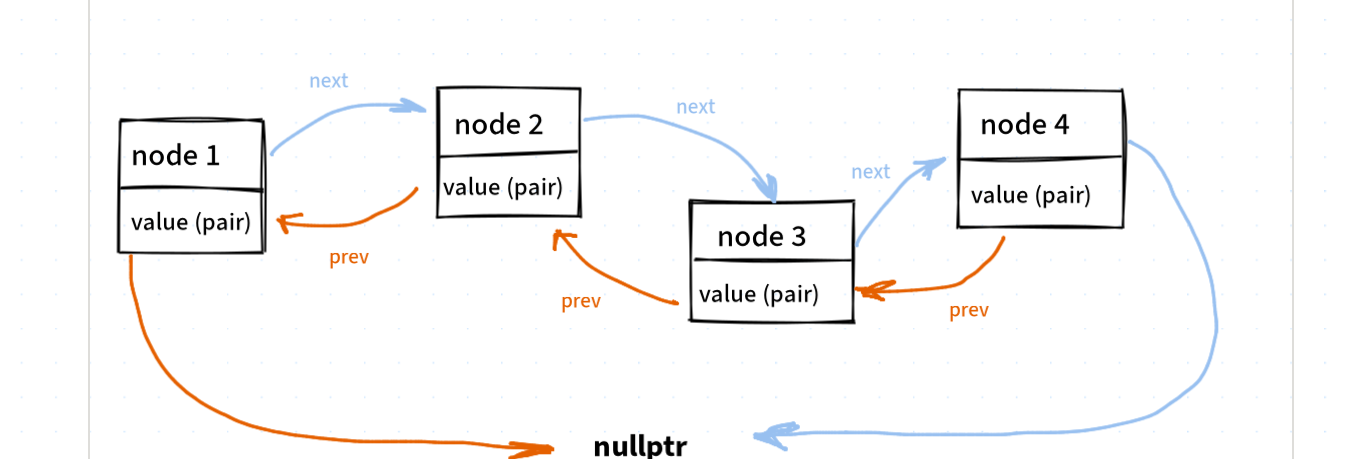 next
node 1
value (pair)
prev
node 2
value (pair)
next
prev
node 3
value (pair)
next
node 4
value (pair)
prev
nullptr